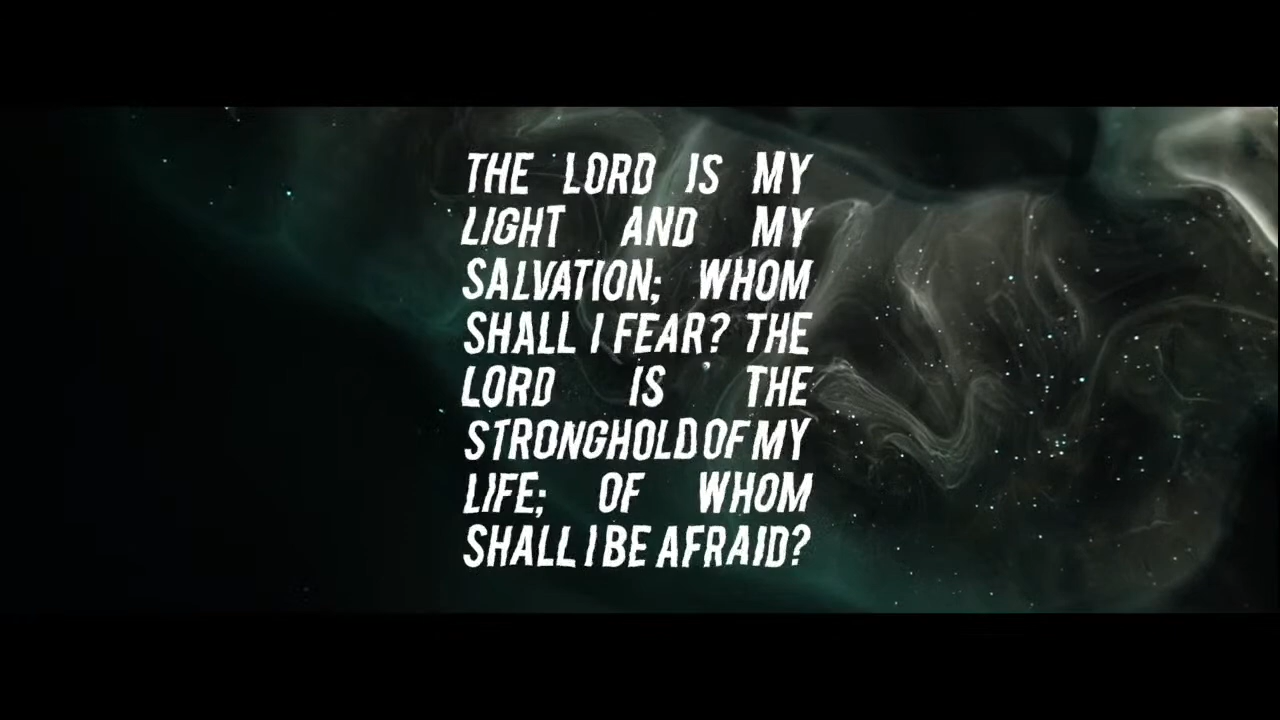 THE LORD IS MY
LIGHT AND MY
SALVATION; WHOM
SHALL I FEAR? THE
LORD IS THE
STRONGHOLD OF MY
LIFE; OF WHOM
SHALL I BE AFRAID?